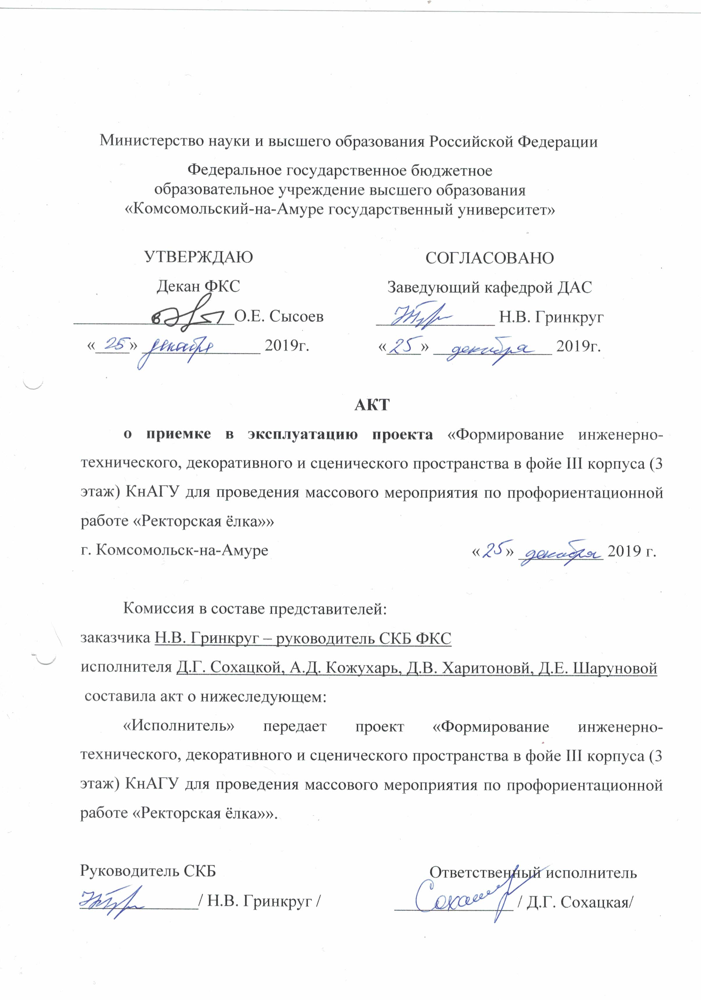 Министерство науки и высшего образования Российской Федерации
Федеральное государственное бюджетное
образовательное учреждение высшего образования
«Комсомольский-на-Амуре государственный университет»
УТВЕРЖДАЮ СОГЛАСОВАНО
Декан ФКС Заведующий кафедрой ДАС
О.Е. Сысоев Н.В. Гринкруг
«25» декабря 2019г. «25» декабря 2019г.
АКТ
о приемке в эксплуатацию проекта «Формирование инженерно-
технического, декоративного и сценического пространства в фойе III корпуса (3
этаж) КнАГУ для проведения массового мероприятия по профориентационной
работе «Ректорская ёлка»»
г. Комсомольск-на-Амуре «25» декабря 2019 г.
Комиссия в составе представителей:
заказчика Н.В. Гринкруг – руководитель СКБ ФКС
исполнителя Д.Г. Сохацкой, А.Д. Кожухарь, Д.В. Харитоновй, Д.Е. Шаруновой
составила акт о нижеследующем:
«Исполнитель» передает проект «Формирование инженерно-
технического, декоративного и сценического пространства в фойе III корпуса (3
этаж) КнАГУ для проведения массового мероприятия по профориентационной
работе «Ректорская ёлка»».
Руководитель СКБ Ответственный исполнитель
/ Н.В. Гринкруг / / Д.Г. Сохацкая/